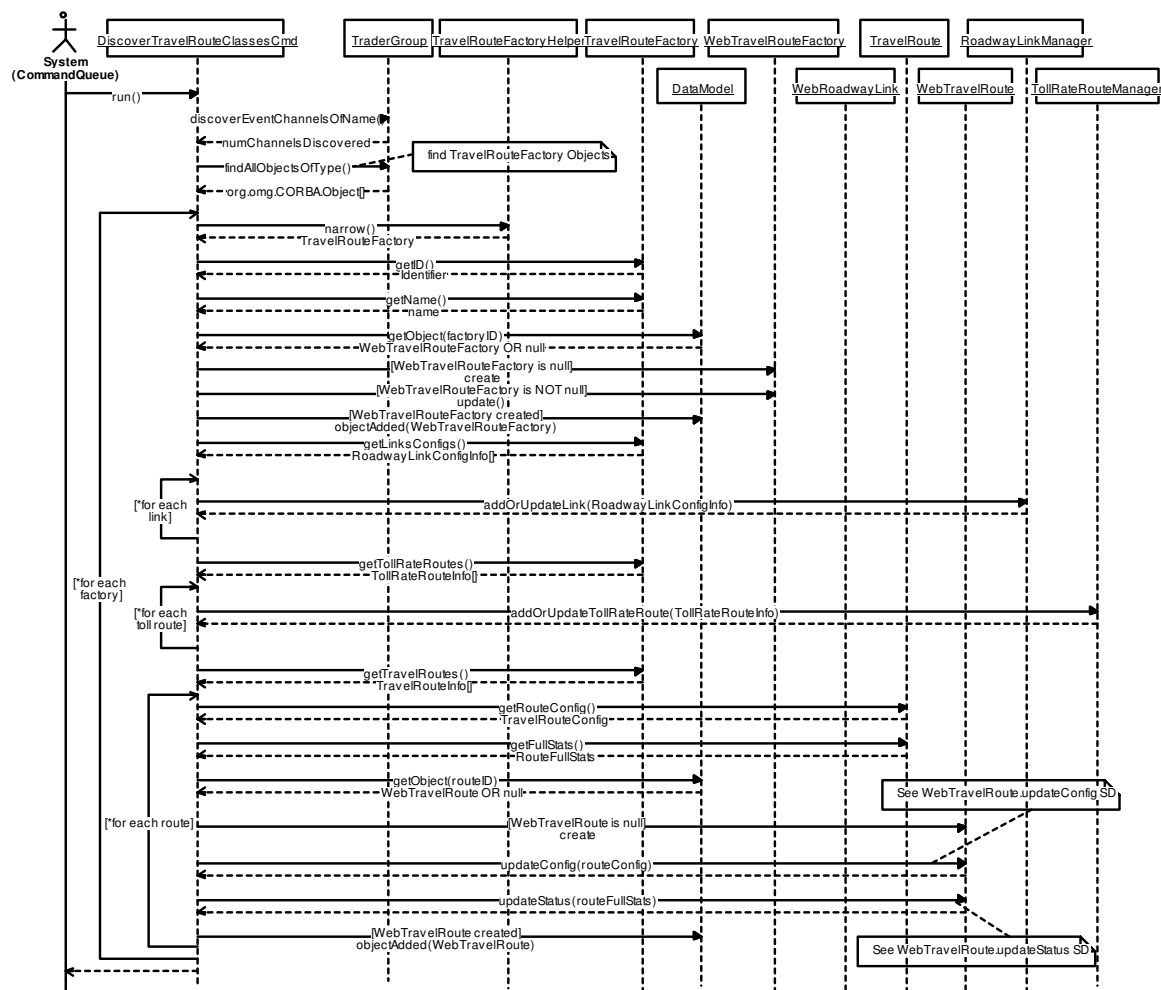 DiscoverTravelRouteClassesCmd
TraderGroup
TravelRouteFactoryHelper
TravelRouteFactory
WebTravelRouteFactory
TravelRoute
RoadwayLinkManager
System
(CommandQueue)
DataModel
WebRoadwayLink
WebTravelRoute
TollRateRouteManager
run()
discoverEventChannelsOfName()
numChannelsDiscovered
find TravelRouteFactory Objects
findAllObjectsOfType()
org.omg.CORBA.Object[]
narrow()
TravelRouteFactory
getID()
Identifier
getName()
name
getObject(factoryID)
WebTravelRouteFactory OR null
[WebTravelRouteFactory is null]
create
[WebTravelRouteFactory is NOT null]
update()
[WebTravelRouteFactory created]
objectAdded(WebTravelRouteFactory)
getLinksConfigs()
RoadwayLinkConfigInfo[]
[*for each
link]
addOrUpdateLink(RoadwayLinkConfigInfo)
getTollRateRoutes()
TollRateRouteInfo[]
[*for each
factory]
[*for each
toll route]
addOrUpdateTollRateRoute(TollRateRouteInfo)
getTravelRoutes()
TravelRouteInfo[]
getRouteConfig()
TravelRouteConfig
getFullStats()
RouteFullStats
getObject(routeID)
WebTravelRoute OR null
See WebTravelRoute.updateConfig SD
[*for each route]
[WebTravelRoute is null]
create
updateConfig(routeConfig)
updateStatus(routeFullStats)
[WebTravelRoute created]
objectAdded(WebTravelRoute)
See WebTravelRoute.updateStatus SD